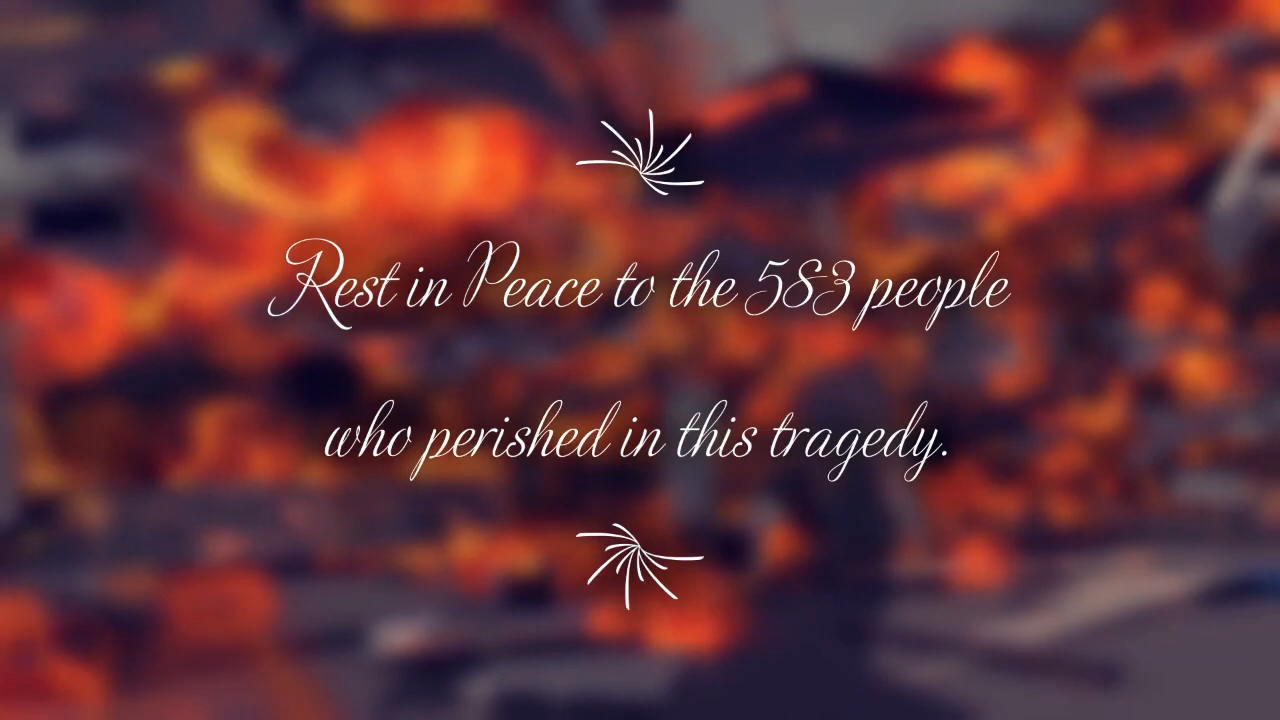 Rest in Peace to the 583 people
who perished in this tragedy.